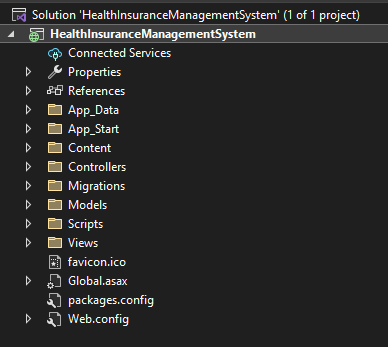 Solution 'HealthInsuranceManagementSystem' (1 of 1 project)
HealthInsuranceManagementSystem
Connected Services
Properties
References
App_Data
App_Start
Content
Controllers
Migrations
Models
Scripts
Views
favicon.ico
Global.asax
packages.config
Web.config